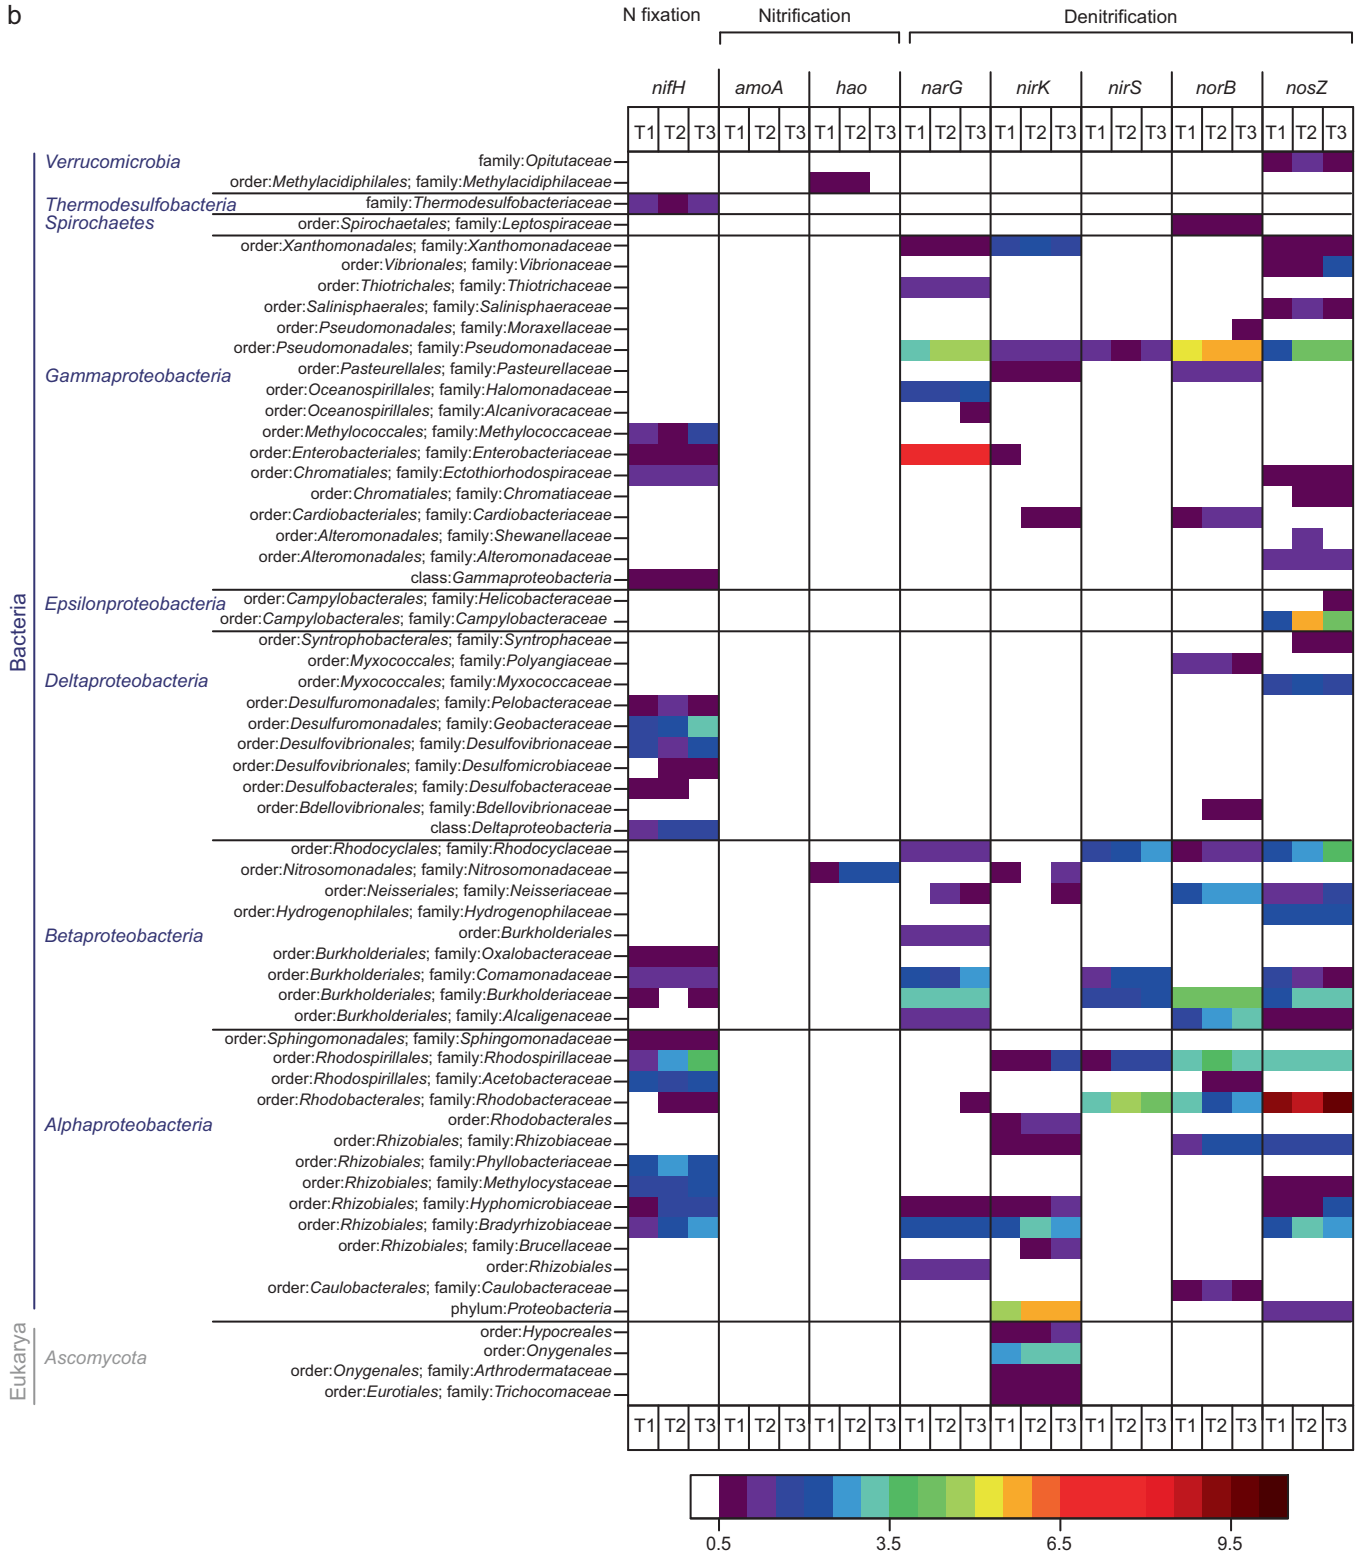 b
N fixation Nitrification Denitrification
nifH amoA hao narG nirK nirS norB nosZ
T1 T2 T3 T1 T2 T3 T1 T2 T3 T1 T2 T3 T1 T2 T3 T1 T2 T3 T1 T2 T3 T1 T2 T3
Bacteria
Verrucomicrobia
family:Opitutaceae
order:Methylacidiphilales; family:Methylacidiphilaceae
Thermodesulfobacteria
family:Thermodesulfobacteriaceae
Spirochaetes
order:Spirochaetales; family:Leptospiraceae
Gammaproteobacteria
order:Xanthomonadales; family:Xanthomonadaceae
order:Vibrionales; family:Vibrionaceae
order:Thiotrichales; family:Thiotrichaceae
order:Salinisphaerales; family:Salinisphaeraceae
order:Pseudomonadales; family:Moraxellaceae
order:Pseudomonadales; family:Pseudomonadaceae
order:Pasteurellales; family:Pasteurellaceae
order:Oceanospirillales; family:Halomonadaceae
order:Oceanospirillales; family:Alcanivoracaceae
order:Methylococcales; family:Methylococcaceae
order:Enterobacteriales; family:Enterobacteriaceae
order:Chromatiales; family:Ectothiorhodospiraceae
order:Chromatiales; family:Chromatiaceae
order:Cardiobacteriales; family:Cardiobacteriaceae
order:Alteromonadales; family:Shewanellaceae
order:Alteromonadales; family:Alteromonadaceae
class:Gammaproteobacteria
Epsilonproteobacteria
order:Campylobacterales; family:Helicobacteraceae
order:Campylobacterales; family:Campylobacteraceae
Deltaproteobacteria
order:Syntrophobacterales; family:Syntrophaceae
order:Myxococcales; family:Polyangiaceae
order:Myxococcales; family:Myxococcaceae
order:Desulfuromonadales; family:Pelobacteraceae
order:Desulfuromonadales; family:Geobacteraceae
order:Desulfovibrionales; family:Desulfovibrionaceae
order:Desulfovibrionales; family:Desulfomicrobiaceae
order:Desulfobacterales; family:Desulfobacteraceae
order:Bdellovibrionales; family:Bdellovibrionaceae
class:Deltaproteobacteria
Betaproteobacteria
order:Rhodocyclales; family:Rhodocyclaceae
order:Nitrosomonadales; family:Nitrosomonadaceae
order:Neisseriales; family:Neisseriaceae
order:Hydrogenophilales; family:Hydrogenophilaceae
order:Burkholderiales
order:Burkholderiales; family:Oxalobacteraceae
order:Burkholderiales; family:Comamonadaceae
order:Burkholderiales; family:Burkholderiaceae
order:Burkholderiales; family:Alcaligenaceae
Alphaproteobacteria
order:Sphingomonadales; family:Sphingomonadaceae
order:Rhodospirillales; family:Rhodospirillaceae
order:Rhodospirillales; family:Acetobacteraceae
order:Rhodobacterales; family:Rhodobacteraceae
order:Rhodobacterales
order:Rhizobiales; family:Rhizobiaceae
order:Rhizobiales; family:Phyllobacteriaceae
order:Rhizobiales; family:Methylocystaceae
order:Rhizobiales; family:Hyphomicrobiaceae
order:Rhizobiales; family:Bradyrhizobiaceae
order:Rhizobiales; family:Brucellaceae
order:Rhizobiales
order:Caulobacterales; family:Caulobacteraceae
phylum:Proteobacteria
Eukarya
Ascomycota
order:Hypocreales
order:Onygenales
order:Onygenales; family:Arthrodermataceae
order:Eurotiales; family:Trichocomaceae
T1 T2 T3 T1 T2 T3 T1 T2 T3 T1 T2 T3 T1 T2 T3 T1 T2 T3 T1 T2 T3 T1 T2 T3
0.5 3.5 6.5 9.5